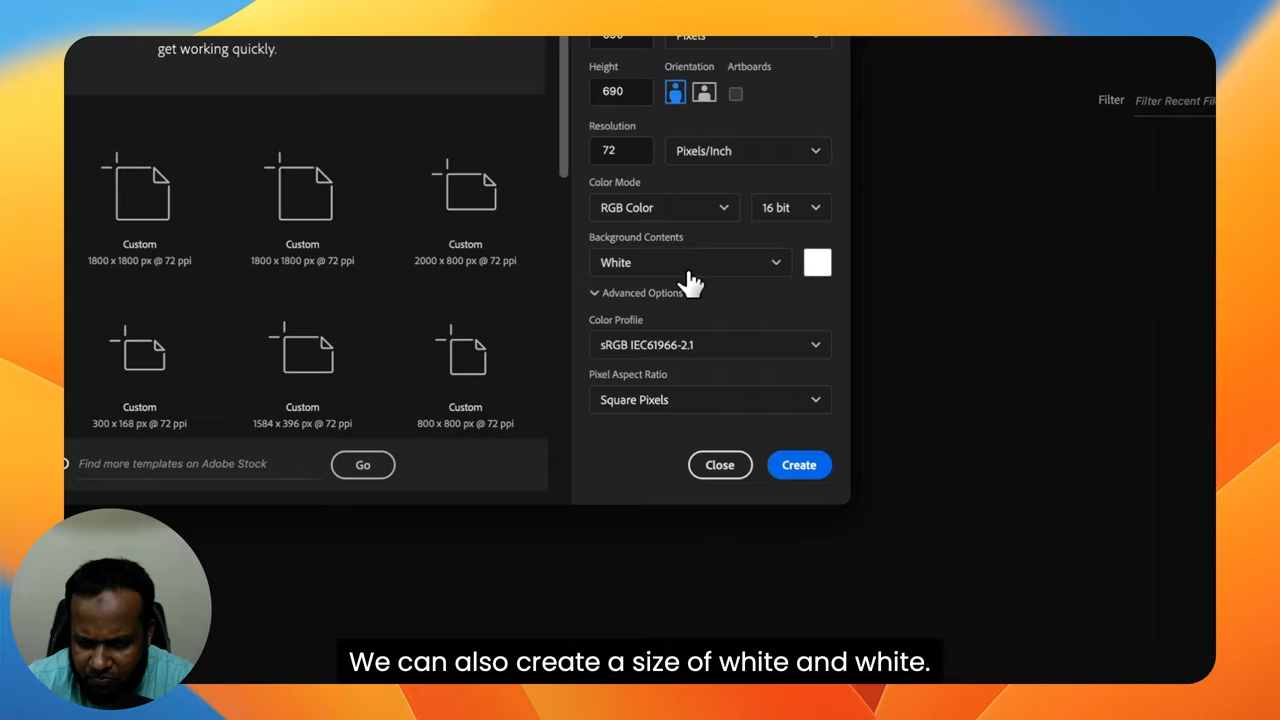 get working quickly.
Pixels
Height
Orientation
Artboards
690
Filter
Filter Recent Fil
Resolution
72
Pixels/Inch
Color Mode
RGB Color
16 bit
Background Contents
White
Advanced Options
Color Profile
sRGB IEC61966-2.1
Pixel Aspect Ratio
Square Pixels
Custom
Custom
Custom
1800 x 1800 px @ 72 ppi
1800 x 1800 px @ 72 ppi
2000 x 800 px @ 72 ppi
Custom
Custom
Custom
300 x 168 px @ 72 ppi
1584 x 396 px @ 72 ppi
800 x 800 px @ 72 ppi
Find more templates on Adobe Stock
Go
Close
Create
We can also create a size of white and white.